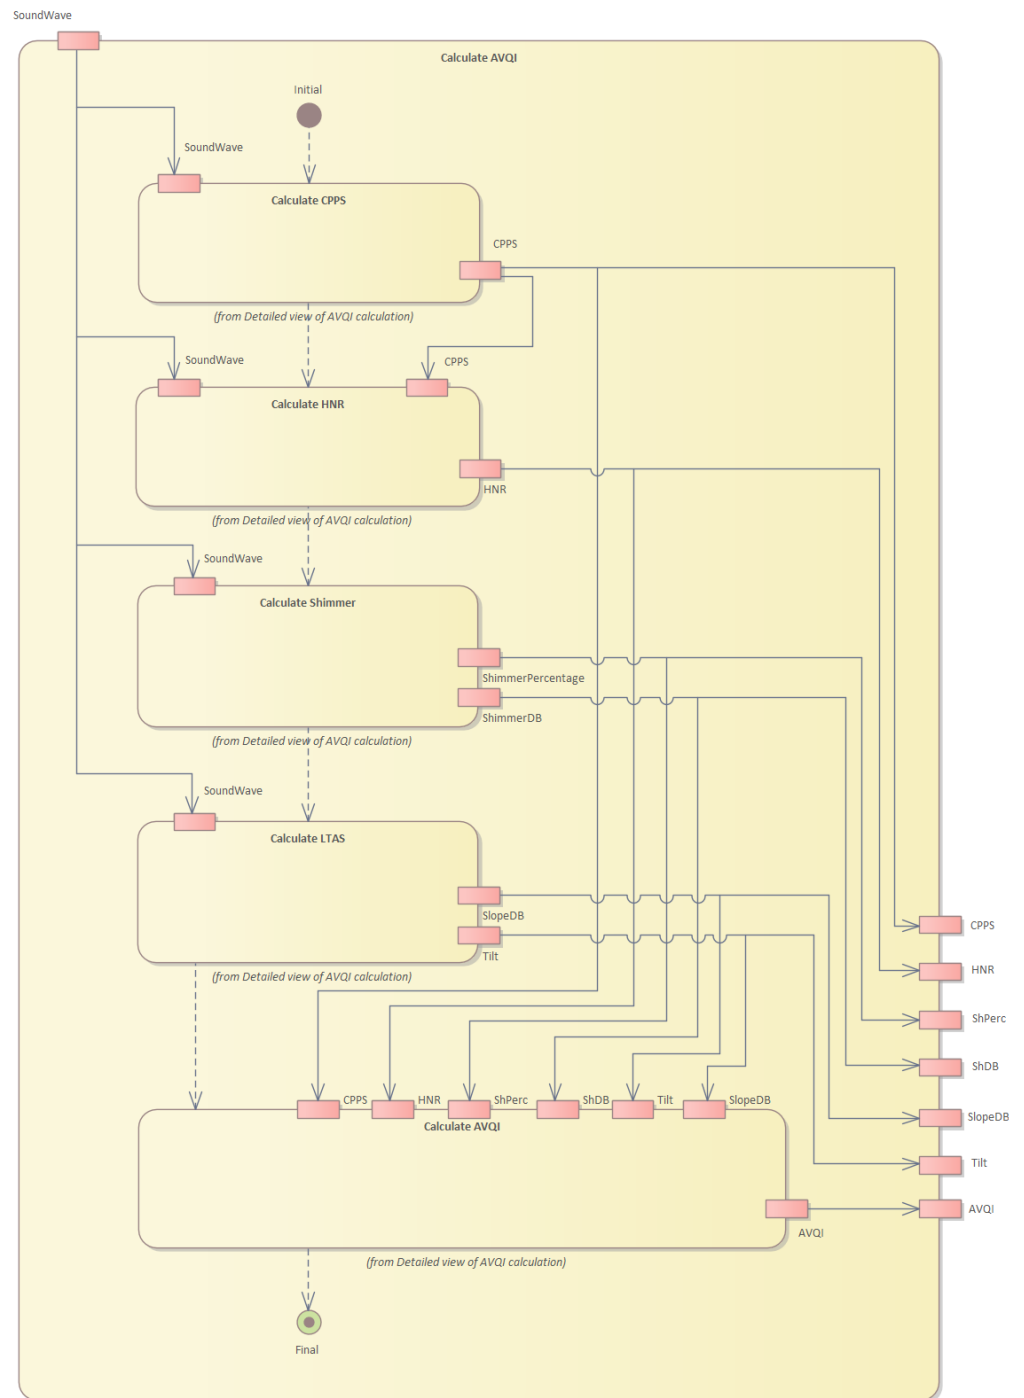 SoundWave
Calculate AVQI
Initial
SoundWave
Calculate CPPS
CPPS
(from Detailed view of AVQI calculation)
SoundWave
CPPS
Calculate HNR
HNR
(from Detailed view of AVQI calculation)
SoundWave
Calculate Shimmer
ShimmerPercentage
ShimmerDB
(from Detailed view of AVQI calculation)
SoundWave
Calculate LTAS
SlopeDB
CPPS
Tilt
HNR
(from Detailed view of AVQI calculation)
ShPerc
ShDB
CPPS
HNR
ShPerc
ShDB
Tilt
SlopeDB
SlopeDB
Calculate AVQI
Tilt
AVQI
AVQI
(from Detailed view of AVQI calculation)
Final